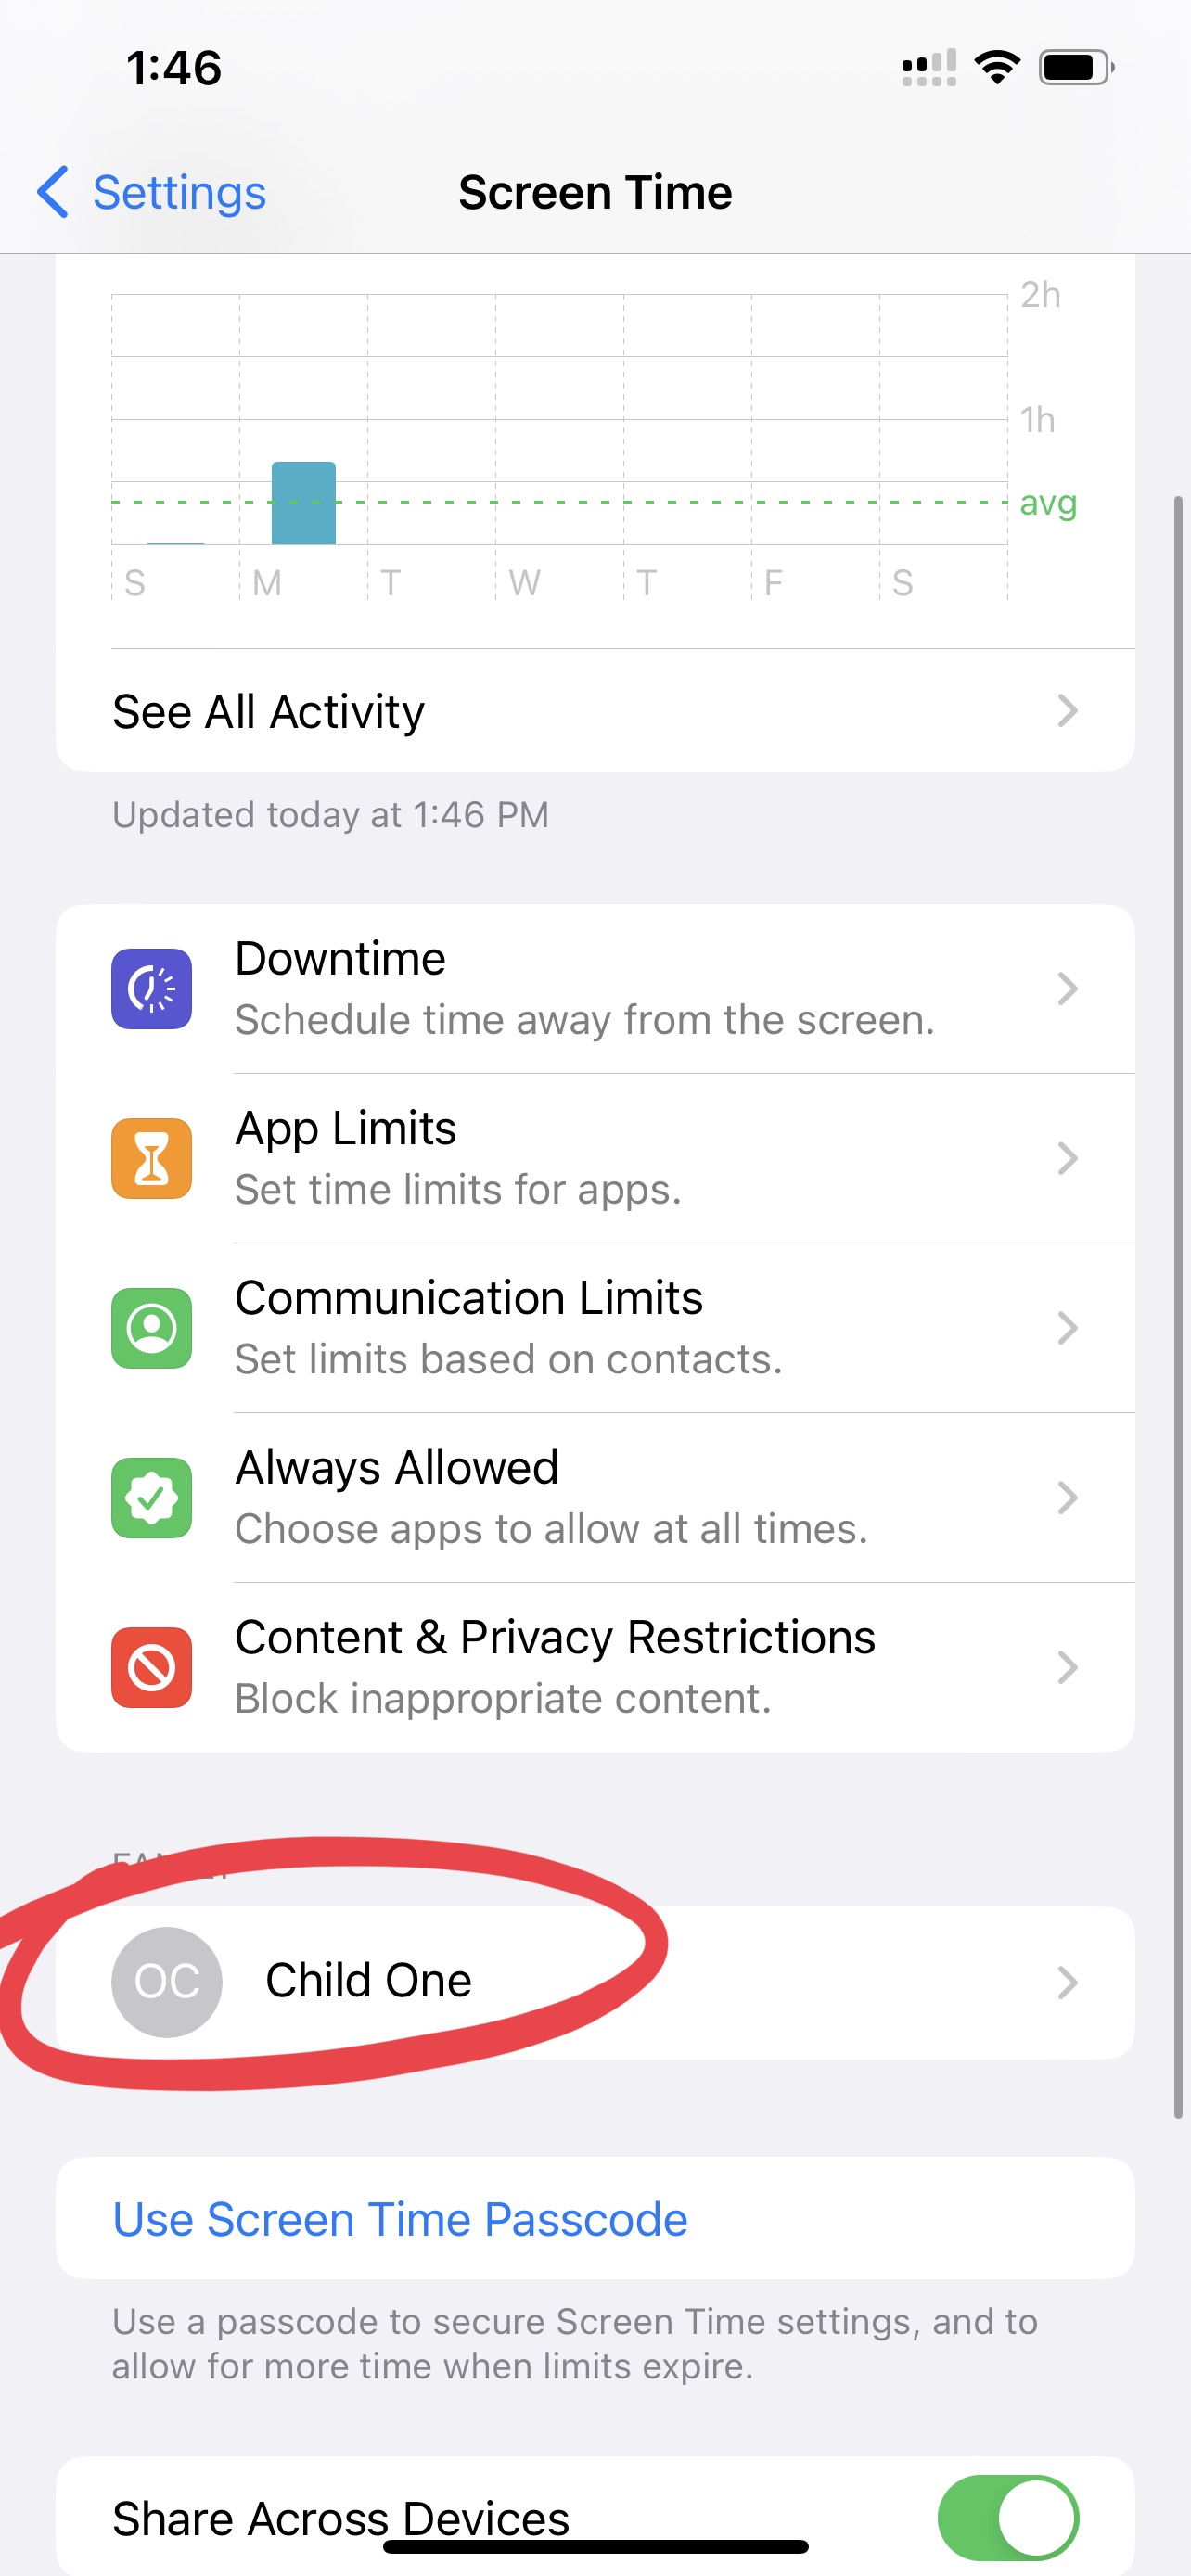 1:46
Settings
Screen Time
2h
1h
avg
S M T W T F S
See All Activity
Updated today at 1:46 PM
Downtime
Schedule time away from the screen.
App Limits
Set time limits for apps.
Communication Limits
Set limits based on contacts.
Always Allowed
Choose apps to allow at all times.
Content & Privacy Restrictions
Block inappropriate content.
OC Child One
Use Screen Time Passcode
Use a passcode to secure Screen Time settings, and to
allow for more time when limits expire.
Share Across Devices